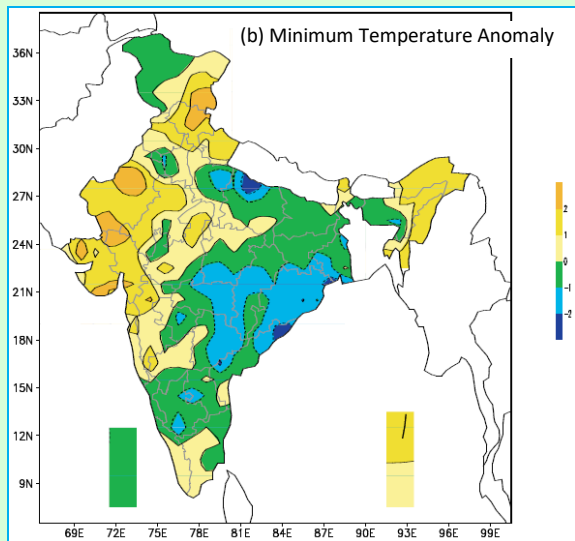 (b) Minimum Temperature Anomaly
36N
33N
30N
27N
24N
21N
18N
15N
12N
9N
2
1
0
-1
-2
69E 72E 75E 78E 81E 84E 87E 90E 93E 96E 99E